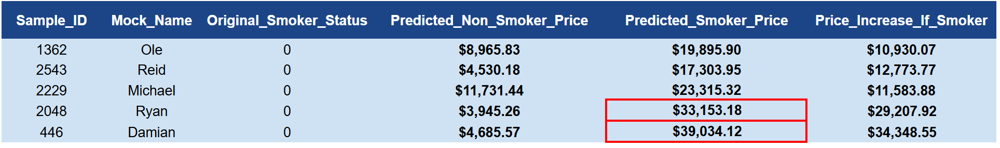 Sample_ID Mock_Name Original_Smoker_Status Predicted_Non_Smoker_Price Predicted_Smoker_Price Price_Increase_If_Smoker
1362 Ole 0 $8,965.83 $19,895.90 $10,930.07
2543 Reid 0 $4,530.18 $17,303.95 $12,773.77
2229 Michael 0 $11,731.44 $23,315.32 $11,583.88
2048 Ryan 0 $3,945.26 $33,153.18 $29,207.92
446 Damian 0 $4,685.57 $39,034.12 $34,348.55